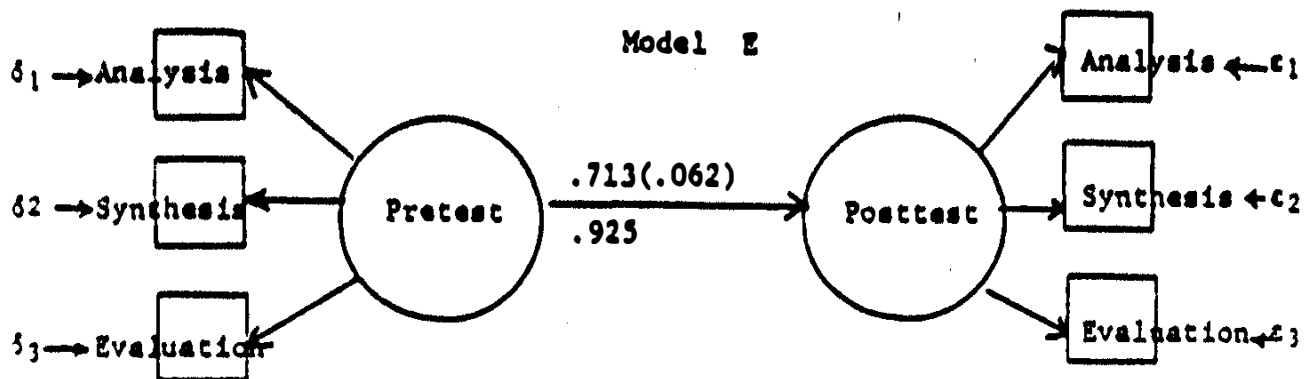 Model E
δ1 Analysis
δ2 Synthesis
δ3 Evaluation
Pretest
.713(.062)
.925
Posttest
Analysis ε1
Synthesis ε2
Evaluation ε3